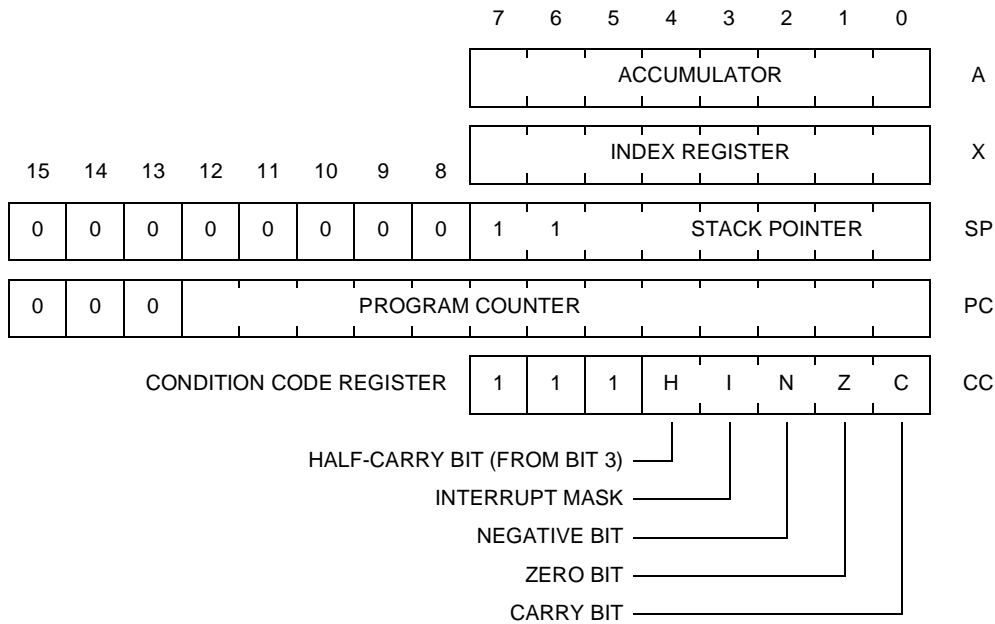 7 6 5 4 3 2 1 0
ACCUMULATOR A
INDEX REGISTER X
15 14 13 12 11 10 9 8
0 0 0 0 0 0 0 0 1 1 STACK POINTER SP
0 0 0 PROGRAM COUNTER PC
CONDITION CODE REGISTER 1 1 1 H I N Z C CC
HALF-CARRY BIT (FROM BIT 3)
INTERRUPT MASK
NEGATIVE BIT
ZERO BIT
CARRY BIT